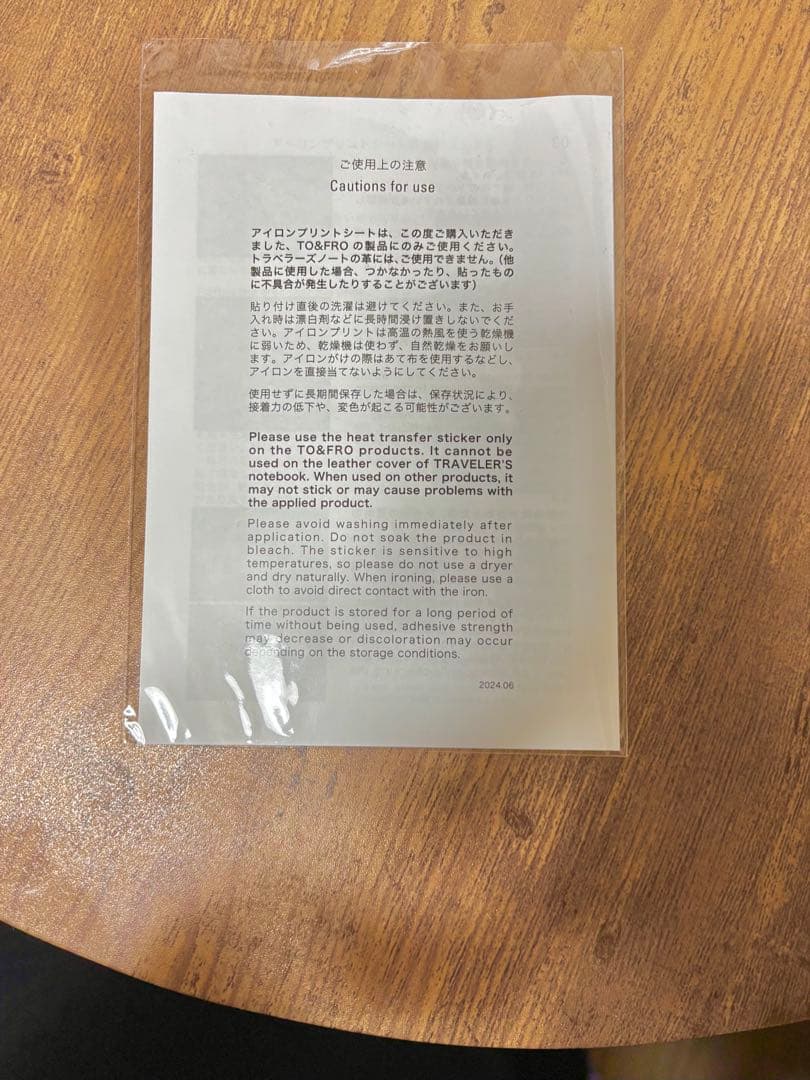 ご使用上の注意
Cautions for use
アイロンプリントシートは、この度ご購入いただき
ました、TO&FRO の製品にのみご使用ください。
トラベラーズノートの革には、ご使用できません。（他
製品に使用した場合、つかなかったり、貼ったもの
に不具合が発生したりすることがございます）
貼り付け直後の洗濯は避けてください。また、お手
入れ時は漂白剤などに長時間浸け置きしないでくだ
さい。アイロンプリントは高温の熱風を使う乾燥機
に弱いため、乾燥機は使わず、自然乾燥をお願いし
ます。アイロンがけの際はあて布を使用するなどし、
アイロンを直接当てないようにしてください。
使用せずに長期間保存した場合は、保存状況により、
接着力の低下や、変色が起こる可能性がございます。
Please use the heat transfer sticker only
on the TO&FRO products. It cannot be
used on the leather cover of TRAVELER'S
notebook. When used on other products, it
may not stick or may cause problems with
the applied product.
Please avoid washing immediately after
application. Do not soak the product in
bleach. The sticker is sensitive to high
temperatures, so please do not use a dryer
and dry naturally. When ironing, please use a
cloth to avoid direct contact with the iron.
If the product is stored for a long period of
time without being used, adhesive strength
may decrease or discoloration may occur
depending on the storage conditions.
2024.06